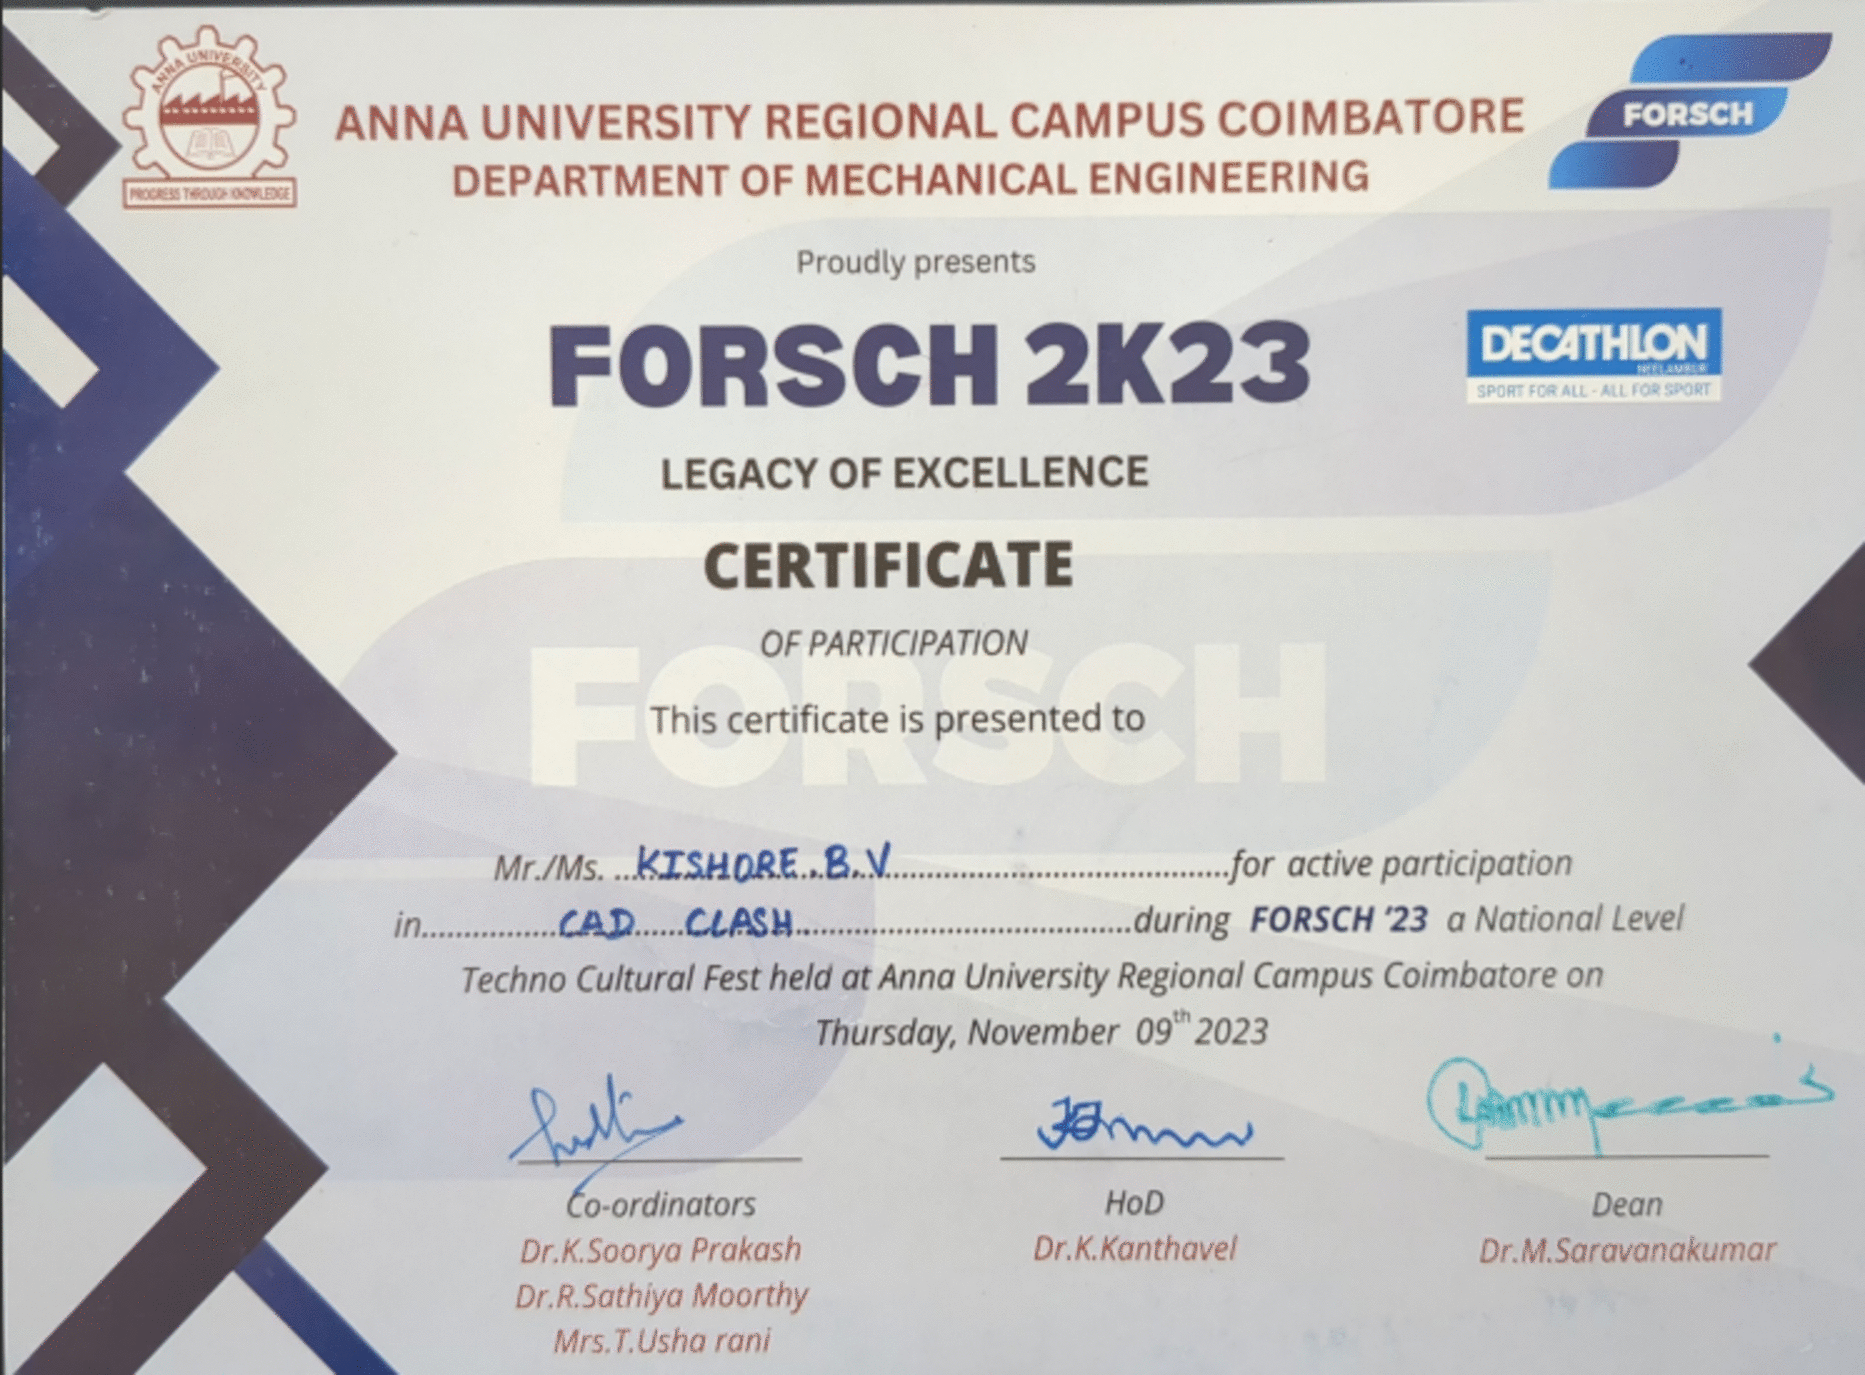 ANNA UNIVERSITY
PROGRESS THROUGH KNOWLEDGE
ANNA UNIVERSITY REGIONAL CAMPUS COIMBATORE
DEPARTMENT OF MECHANICAL ENGINEERING
FORSCH
Proudly presents
FORSCH 2K23
DECATHLON
NEELAMBUR
SPORT FOR ALL - ALL FOR SPORT
LEGACY OF EXCELLENCE
CERTIFICATE
OF PARTICIPATION
FORSCH
This certificate is presented to
Mr./Ms. ...KISHORE.B.V...for active participation
in...CAD CLASH...during FORSCH '23 a National Level
Techno Cultural Fest held at Anna University Regional Campus Coimbatore on
Thursday, November 09th 2023
Co-ordinators HoD Dean
Dr.K.Soorya Prakash Dr.K.Kanthavel Dr.M.Saravanakumar
Dr.R.Sathiya Moorthy
Mrs.T.Usha rani